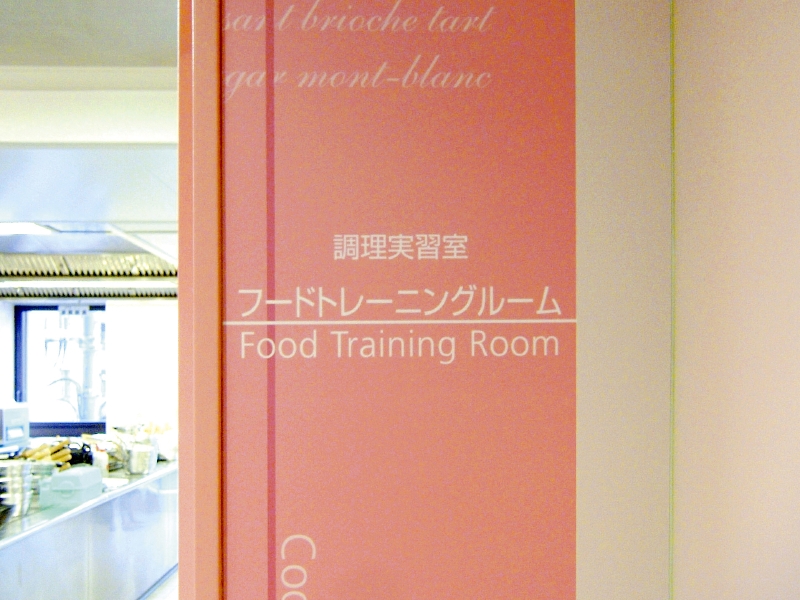 brioche tart
mont-blanc
調理実習室
フードトレーニングルーム
Food Training Room